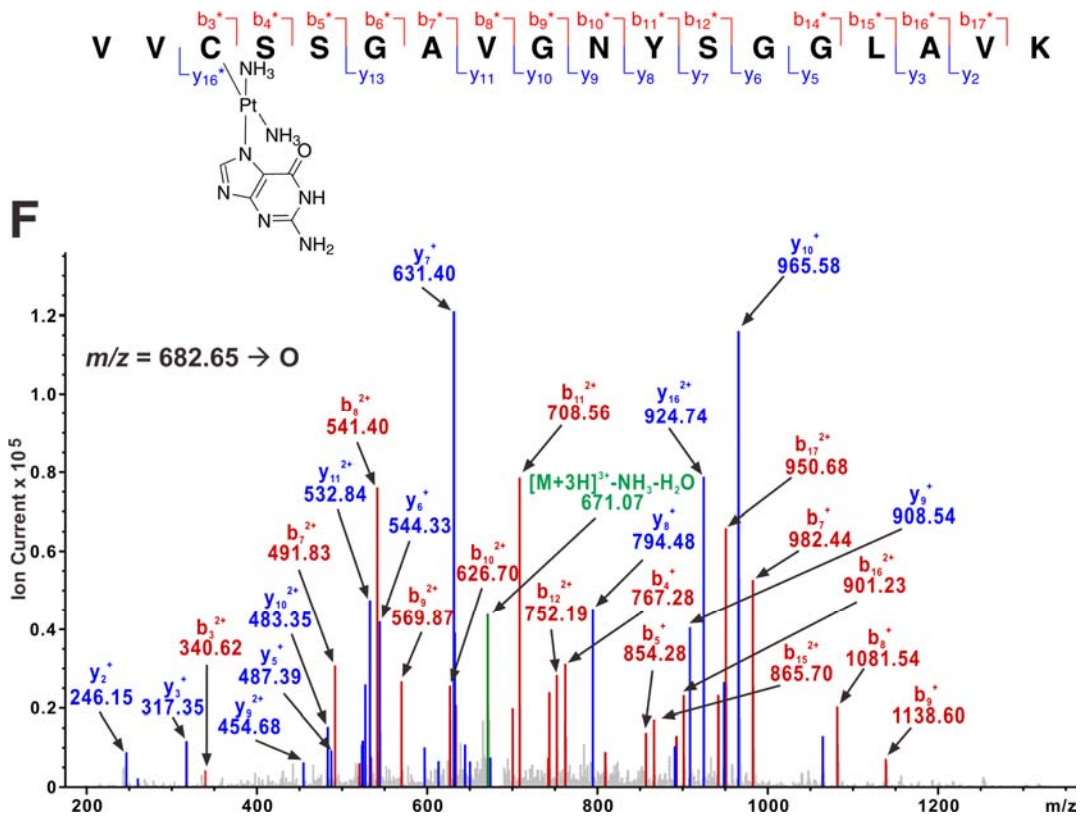 b3* b4* b5* b6* b7* b8* b9* b10* b11* b12* b14* b15* b16* b17*
V V C S S G A V G N Y S G G L A V K
y16* y13 y11 y10 y9 y8 y7 y6 y5 y3 y2
NH3
Pt
NH3
N O
N NH
N
NH2
F
y7+
631.40
y10+
965.58
m/z = 682.65 → O
b8 2+
541.40
b11 2+
708.56
y16 2+
924.74
b17 2+
950.68
y11 2+
532.84
y6+
544.33
[M+3H]3+-NH3-H2O
671.07
y9+
908.54
b7 2+
491.83
b10 2+
626.70
y8+
794.48
b7+
982.44
y10 2+
483.35
b9 2+
569.87
b12 2+
752.19
b4+
767.28
b16 2+
901.23
b3 2+
340.62
y5+
487.39
b5+
854.28
b15 2+
865.70
b8+
1081.54
y2+
246.15
y3+
317.35
y9 2+
454.68
b9+
1138.60
Ion Current x 10 5
1.2
1.0
0.8
0.6
0.4
0.2
0
200 400 600 800 1000 1200 m/z